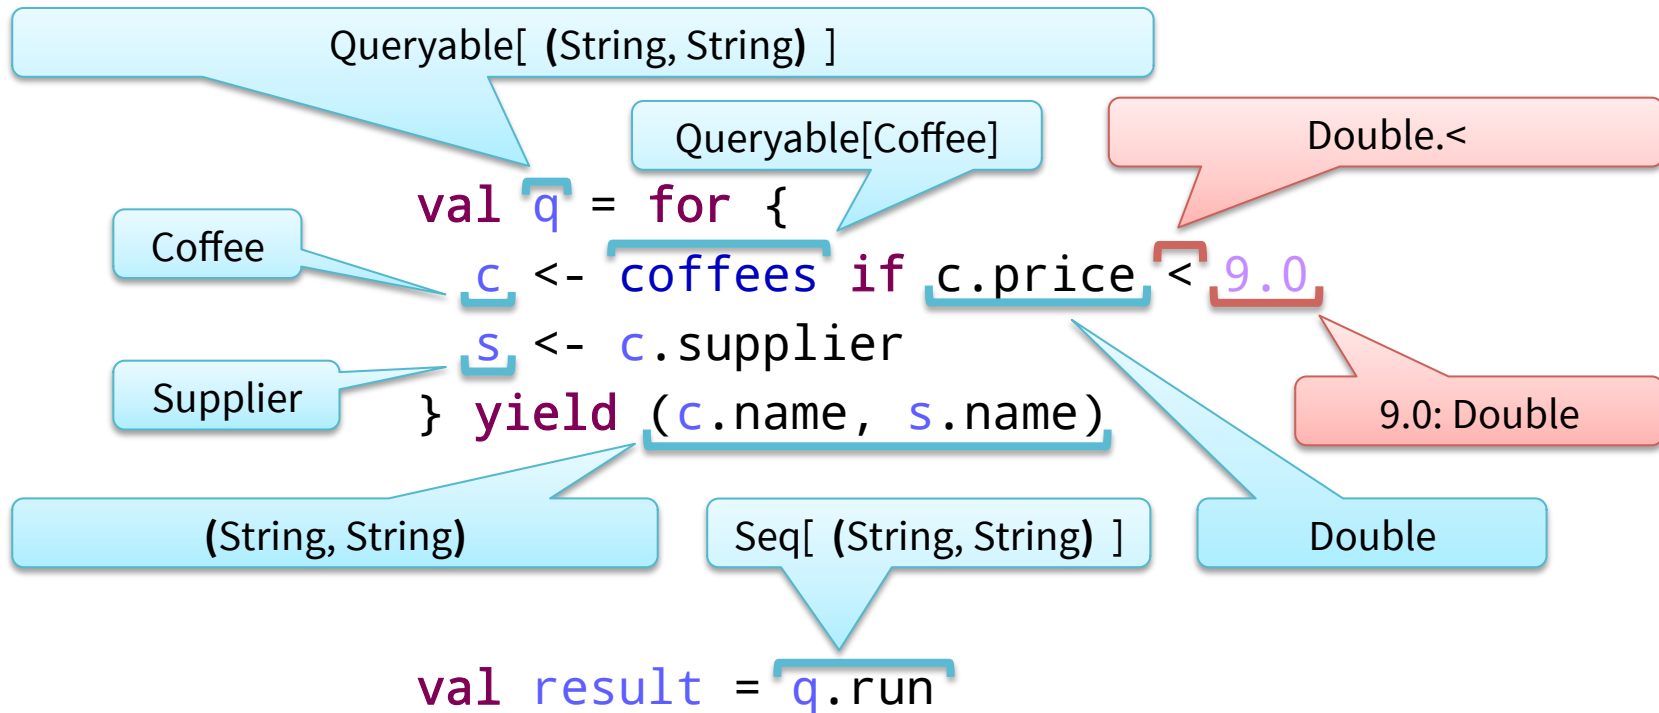 Queryable[ (String, String) ]
Queryable[Coffee]
Double.<
val q = for {
Coffee
c <- coffees if c.price < 9.0
s <- c.supplier
Supplier
} yield (c.name, s.name)
9.0: Double
(String, String)
Seq[ (String, String) ]
Double
val result = q.run